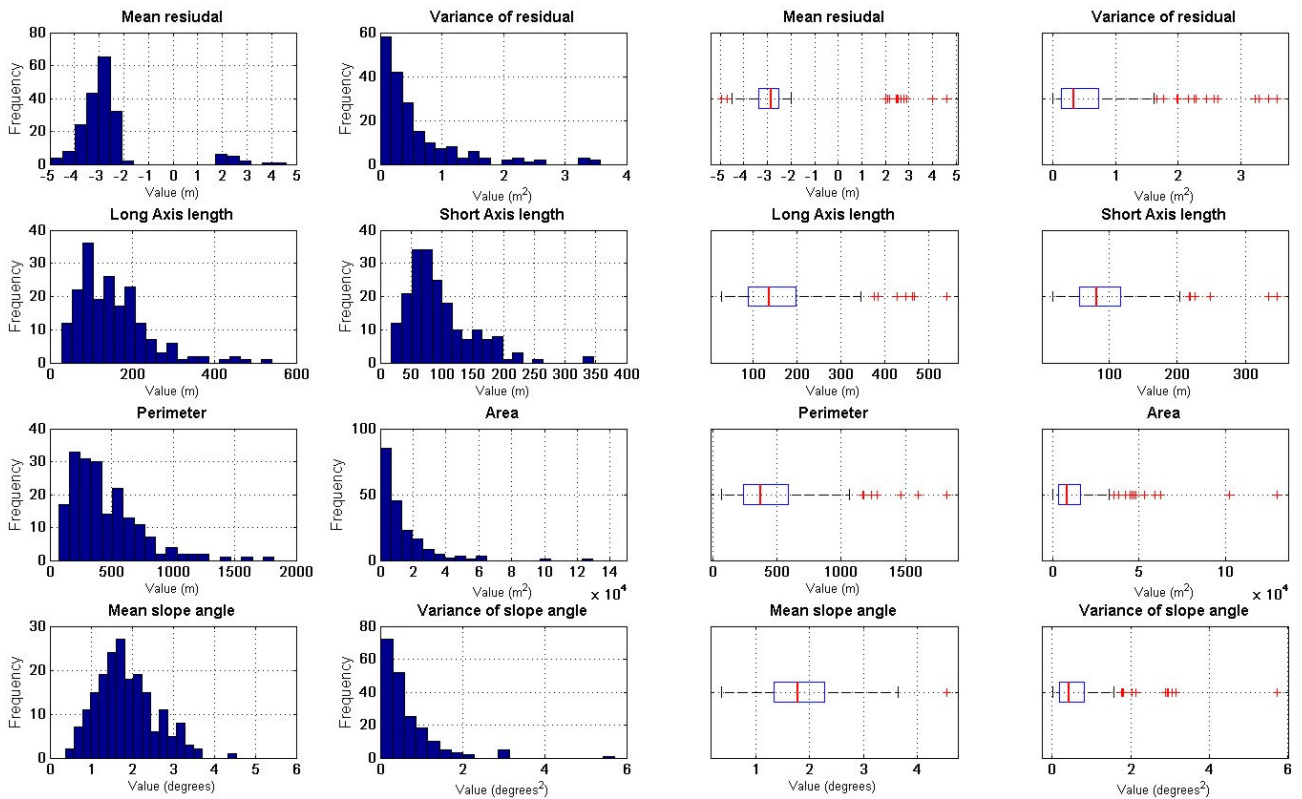 Mean resiudal
Variance of residual
Mean residual
Variance of residual
80
60
40
20
0
Frequency
-5 -4 -3 -2 -1 0 1 2 3 4 5
Value (m)
60
40
20
0
Frequency
0 1 2 3 4
Value (m²)
-5 -4 -3 -2 -1 0 1 2 3 4 5
Value (m)
0 1 2 3
Value (m²)
Long Axis length
Short Axis length
Long Axis length
Short Axis length
40
30
20
10
0
Frequency
0 200 400 600
Value (m)
40
30
20
10
0
Frequency
0 50 100 150 200 250 300 350 400
Value (m)
100 200 300 400 500
Value (m)
100 200 300
Value (m)
Perimeter
Area
Perimeter
Area
40
30
20
10
0
Frequency
0 500 1000 1500 2000
Value (m)
100
50
0
Frequency
0 2 4 6 8 10 12 14
Value (m²)
x 10⁴
0 500 1000 1500
Value (m)
0 5 10
Value (m²)
x 10⁴
Mean slope angle
Variance of slope angle
Mean slope angle
Variance of slope angle
30
20
10
0
Frequency
0 1 2 3 4 5 6
Value (degrees)
80
60
40
20
0
Frequency
0 2 4 6
Value (degrees²)
1 2 3 4
Value (degrees)
0 2 4 6
Value (degrees²)